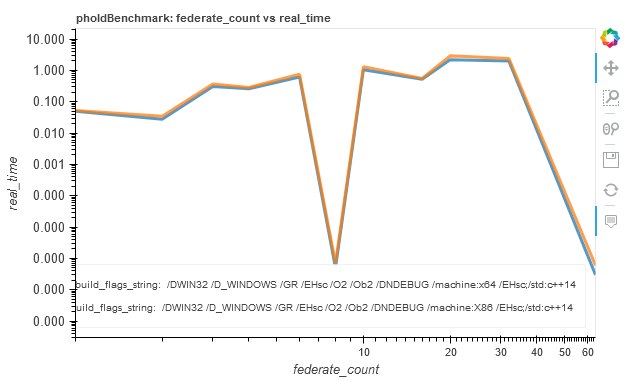 pholdBenchmark: federate_count vs real_time
10.000
1.000
0.100
0.010
0.001
0.000
0.000
0.000
0.000
0.000
real_time
build_flags_string: /DWIN32 /D_WINDOWS /GR /EHsc /O2 /Ob2 /DNDEBUG /machine:x64 /EHsc;/std:c++14
build_flags_string: /DWIN32 /D_WINDOWS /GR /EHsc /O2 /Ob2 /DNDEBUG /machine:X86 /EHsc;/std:c++14
10 20 30 40 50 60
federate_count